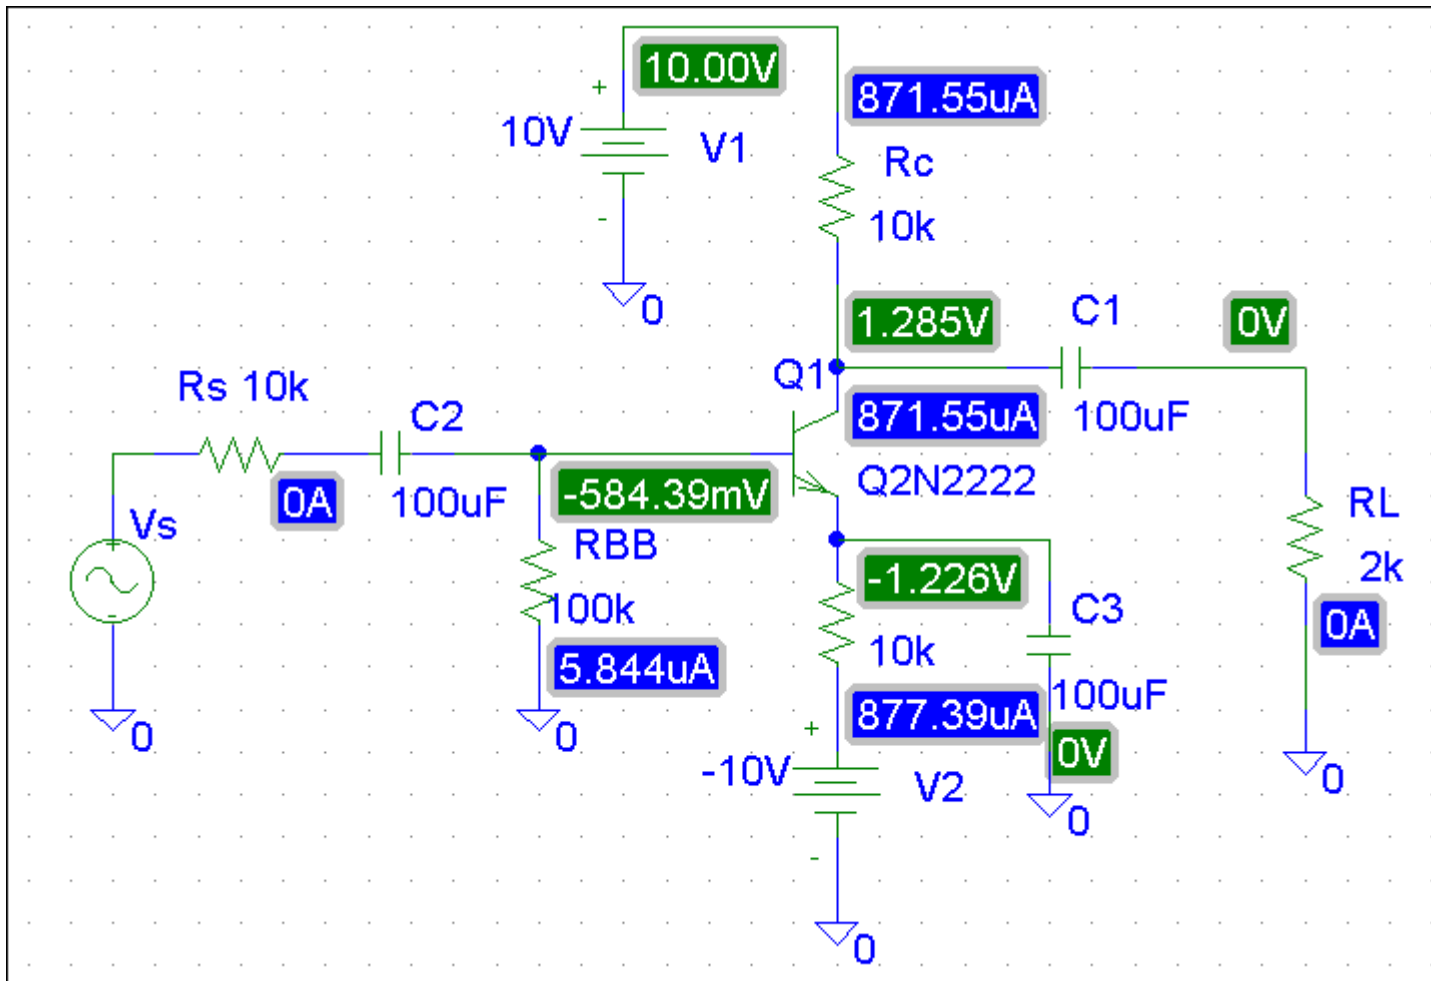 10.00V
+
871.55uA
10V
V1
Rc
-
10k
0
1.285V
C1
0V
Q1
Rs 10k
C2
871.55uA
100uF
Q2N2222
0A
100uF
-584.39mV
RL
Vs
+
RBB
-1.226V
2k
100k
C3
-
10k
0A
5.844uA
100uF
877.39uA
0
0
+
0V
-10V
V2
0
0
-
0